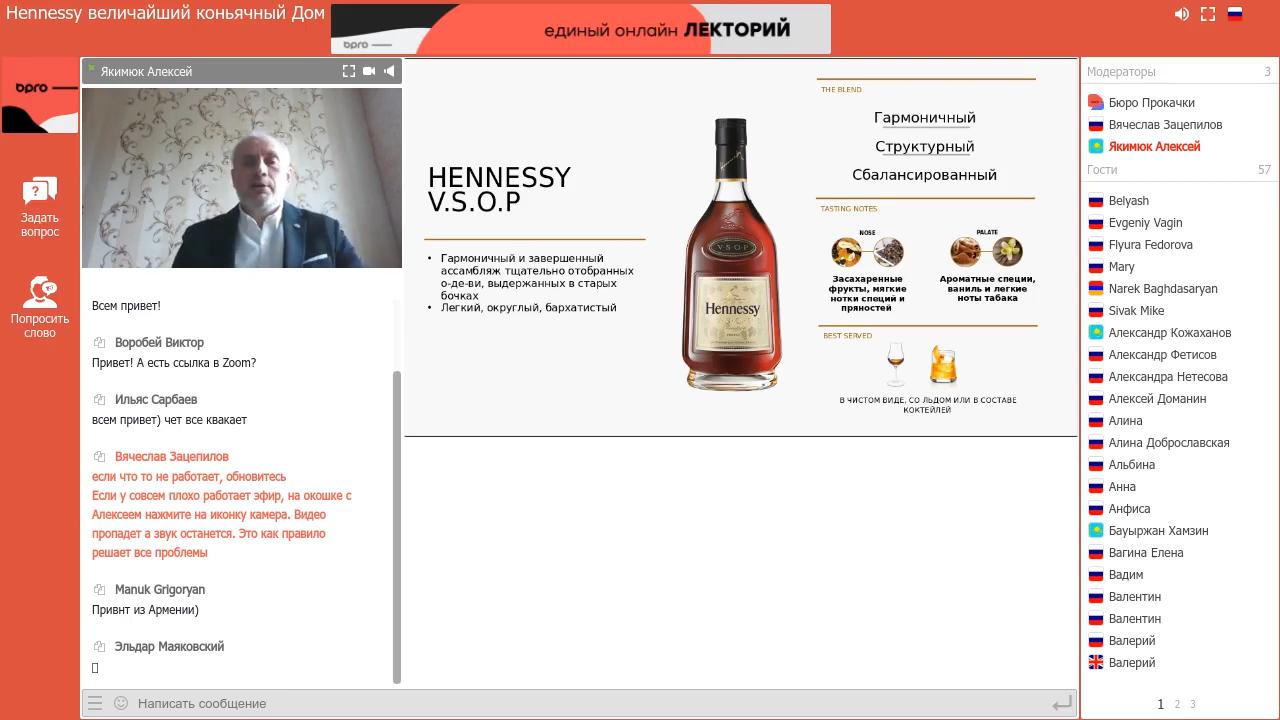 Hennessy величайший коньячный Дом
bpro
единый онлайн ЛЕКТОРИЙ
bpro
Задать
вопрос
Попросить
слово
Якимюк Алексей
Всем привет!
Воробей Виктор
Привет! А есть ссылка в Zoom?
Ильяс Сарбаев
всем привет) чет все квакает
Вячеслав Зацепилов
если что то не работает, обновитесь
Если у совсем плохо работает эфир, на окошке с
Алексеем нажмите на иконку камера. Видео
пропадет а звук останется. Это как правило
решает все проблемы
Manuk Grigoryan
Привнт из Армении)
Эльдар Маяковский
Написать сообщение
HENNESSY
V.S.O.P
• Гармоничный и завершенный
ассамбляж тщательно отобранных
о-де-ви, выдержанных в старых
бочках
• Легкий, округлый, бархатистый
V·S·O·P
Hennessy
THE BLEND
Гармоничный
Структурный
Сбалансированный
TASTING NOTES
NOSE
Засахаренные
фрукты, мягкие
нотки специй и
пряностей
PALATE
Ароматные специи,
ваниль и легкие
ноты табака
BEST SERVED
В ЧИСТОМ ВИДЕ, СО ЛЬДОМ ИЛИ В СОСТАВЕ
КОКТЕЙЛЕЙ
Модераторы 3
Бюро Прокачки
Вячеслав Зацепилов
Якимюк Алексей
Гости 57
Belyash
Evgeniy Vagin
Flyura Fedorova
Mary
Narek Baghdasaryan
Sivak Mike
Александр Кожаханов
Александр Фетисов
Александра Нетесова
Алексей Доманин
Алина
Алина Доброславская
Альбина
Анна
Анфиса
Бауыржан Хамзин
Вагина Елена
Вадим
Валентин
Валентин
Валерий
Валерий
1 2 3